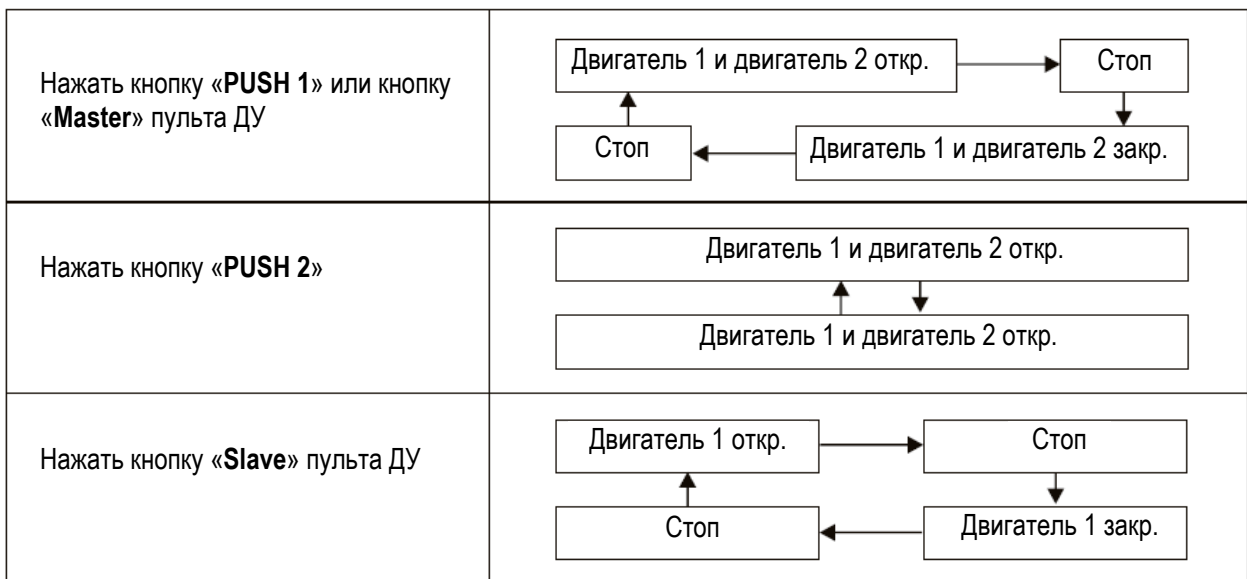 Нажать кнопку «PUSH 1» или кнопку
«Master» пульта ДУ
Двигатель 1 и двигатель 2 откр.
Стоп
Стоп
Двигатель 1 и двигатель 2 закр.
Нажать кнопку «PUSH 2»
Двигатель 1 и двигатель 2 откр.
Двигатель 1 и двигатель 2 откр.
Нажать кнопку «Slave» пульта ДУ
Двигатель 1 откр.
Стоп
Стоп
Двигатель 1 закр.